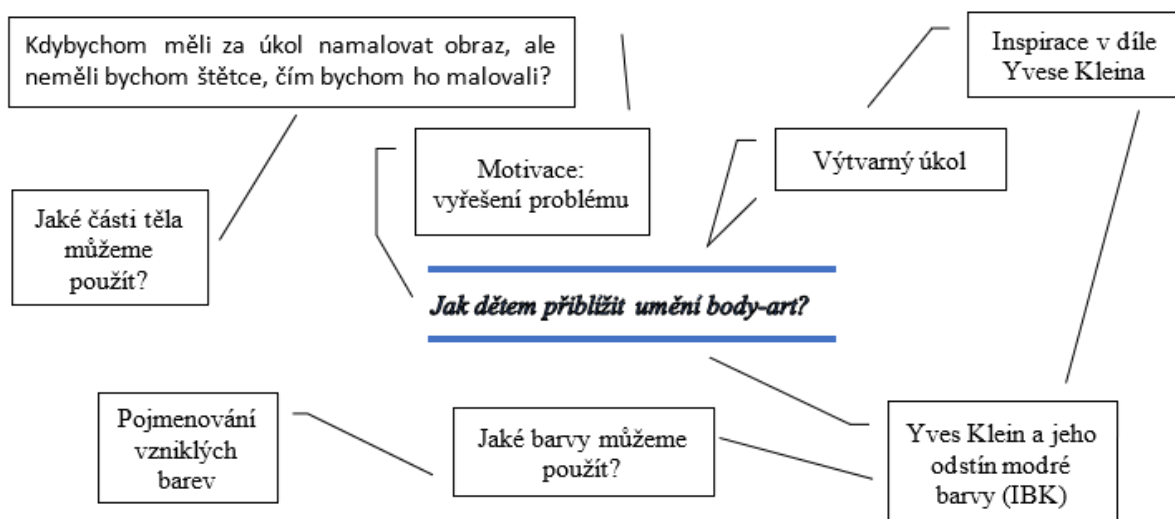 Kdybychom měli za úkol namalovat obraz, ale
neměli bychom štětce, čím bychom ho malovali?
Inspirace v díle
Yvese Kleina
Motivace:
vyřešení problému
Výtvarný úkol
Jaké části těla
můžeme
použít?
Jak dětem přiblížit umění body-art?
Pojmenování
vzniklých
barev
Jaké barvy můžeme
použít?
Yves Klein a jeho
odstín modré
barvy (IBK)